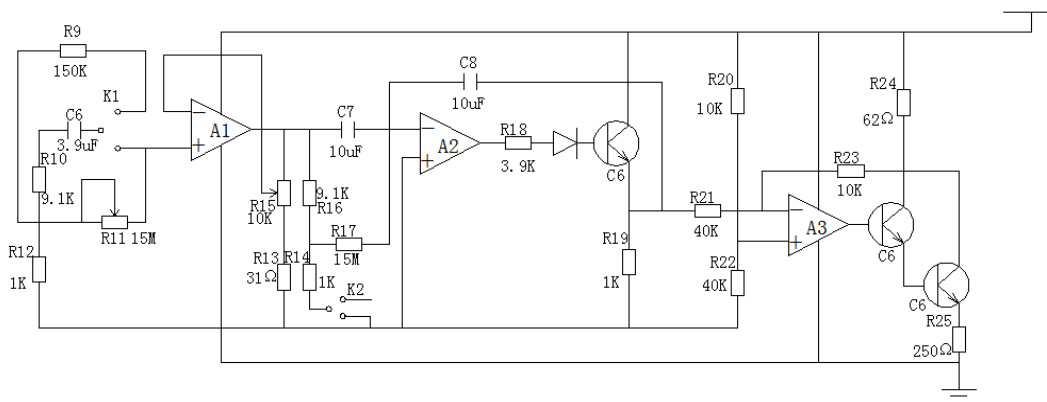 R9
150K
K1
C6
3.9uF
R10
9.1K
R11 15M
R12
1K
A1
C7
10uF
C8
10uF
R15
10K
9.1K
R16
R17
15M
R13
31Ω
R14
1K
K2
A2
R18
3.9K
C6
R19
1K
R20
10K
R21
40K
R22
40K
A3
R23
10K
R24
62Ω
C6
C6
R25
250Ω